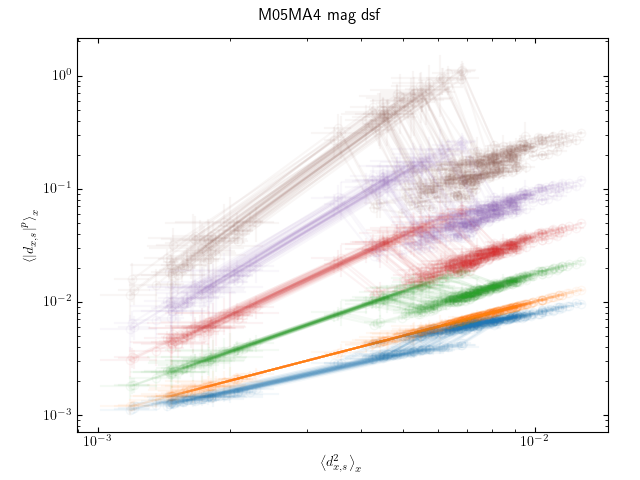 M05MA4 mag dsf
⟨|d_{x,s}|^p⟩_x
10^0
10^{-1}
10^{-2}
10^{-3}
10^{-3}
10^{-2}
⟨d^2_{x,s}⟩_x